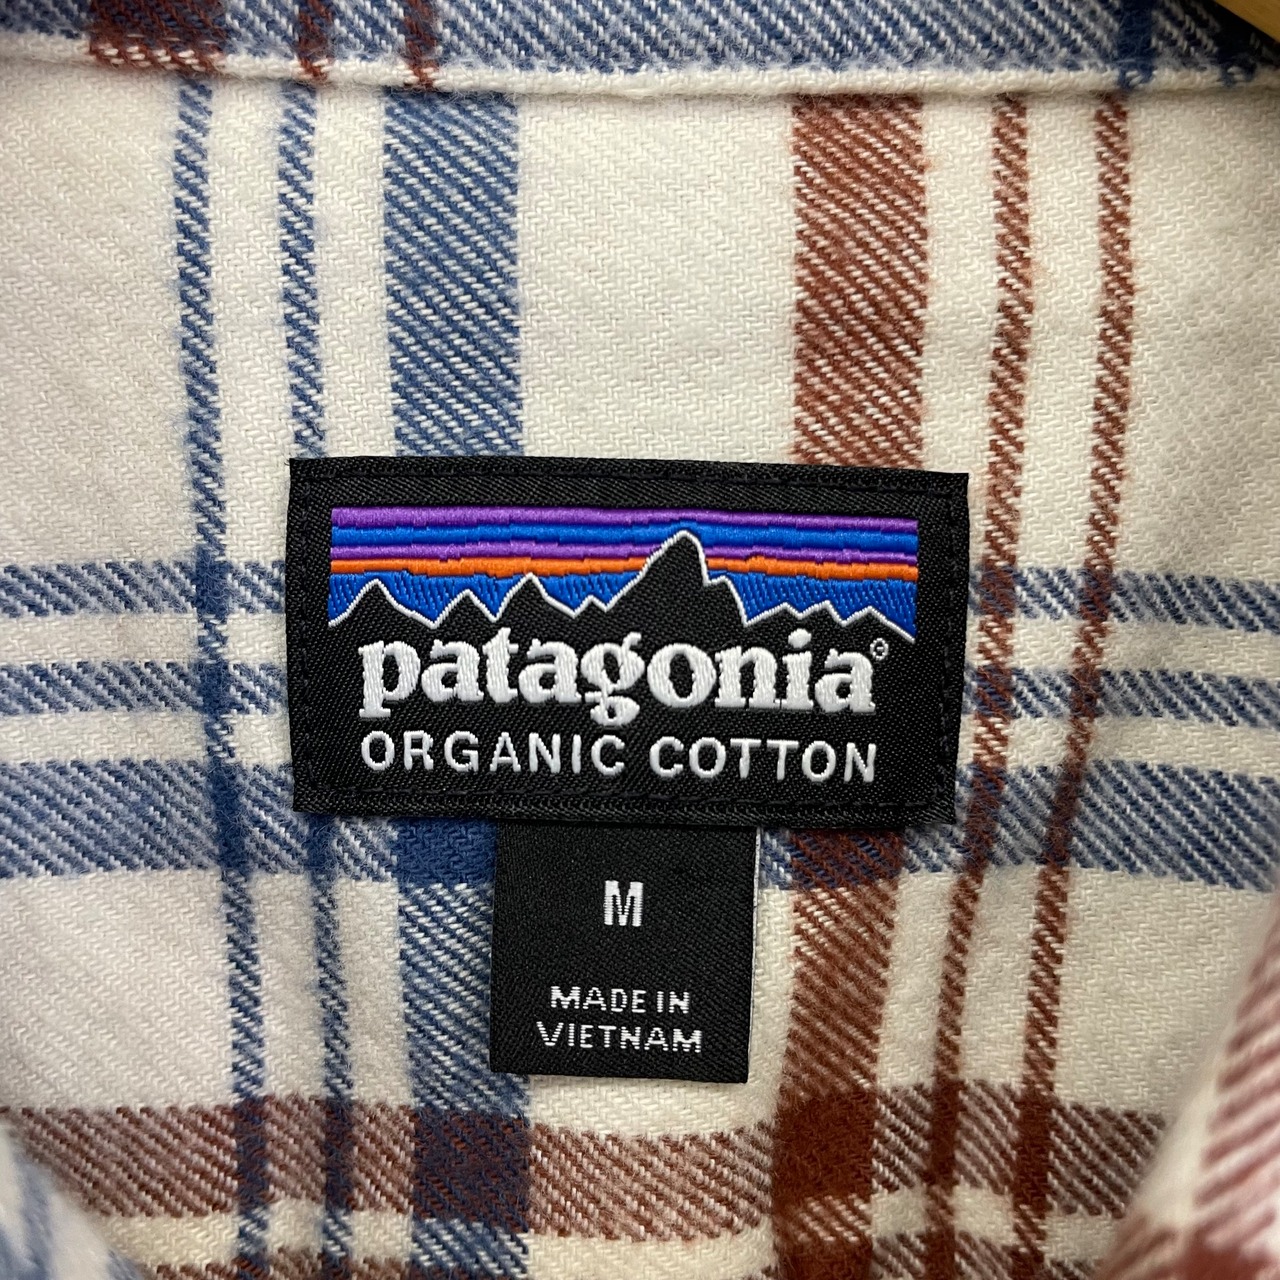 patagonia®
ORGANIC COTTON
M
MADE IN
VIETNAM